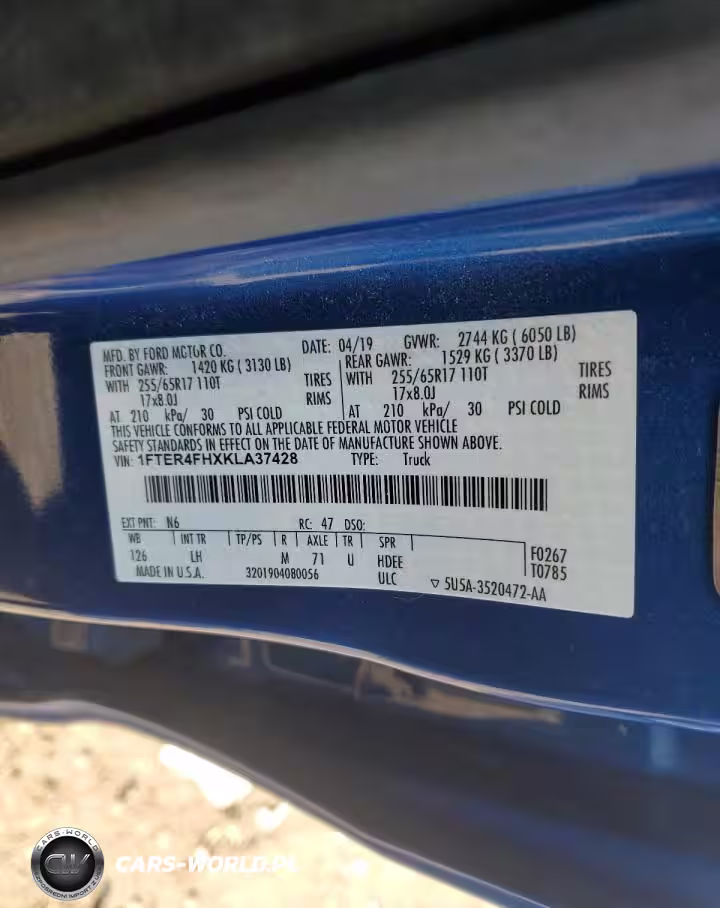 MFD. BY FORD MOTOR CO. DATE: 04/19 GVWR: 2744 KG ( 6050 LB)
FRONT GAWR: 1420 KG ( 3130 LB) REAR GAWR: 1529 KG ( 3370 LB)
WITH 255/65R17 110T TIRES WITH 255/65R17 110T TIRES
17x8.0J RIMS 17x8.0J RIMS
AT 210 kPa/ 30 PSI COLD AT 210 kPa/ 30 PSI COLD
THIS VEHICLE CONFORMS TO ALL APPLICABLE FEDERAL MOTOR VEHICLE
SAFETY STANDARDS IN EFFECT ON THE DATE OF MANUFACTURE SHOWN ABOVE.
VIN: 1FTER4FHXKLA37428 TYPE: Truck
EXT PNT: N6 RC: 47 DSO:
WB INT TR TP/PS R AXLE TR SPR F0267
126 LH M 71 U HDEE T0785
MADE IN U.S.A. 3201904080056 ULC ▽ 5U5A-3520472-AA
CARS-WORLD
CW
CARS-WORLD.PL